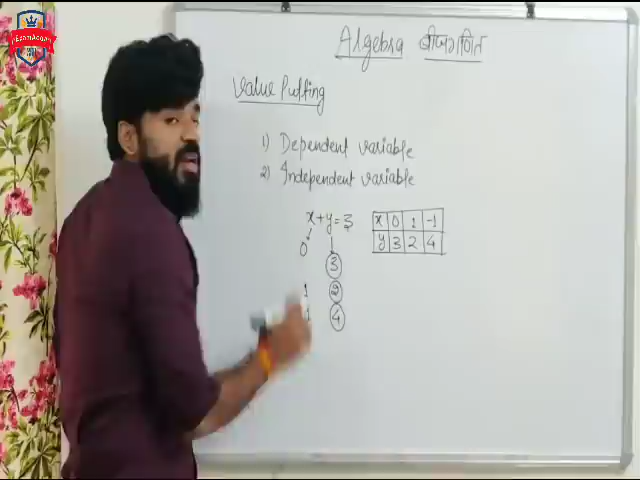 Algebra बीजगणित
Value Putting
1) Dependent variable
2) Independent variable
x+y=3
x 0 1 -1
y 3 2 4
0 3
1 2
1 4